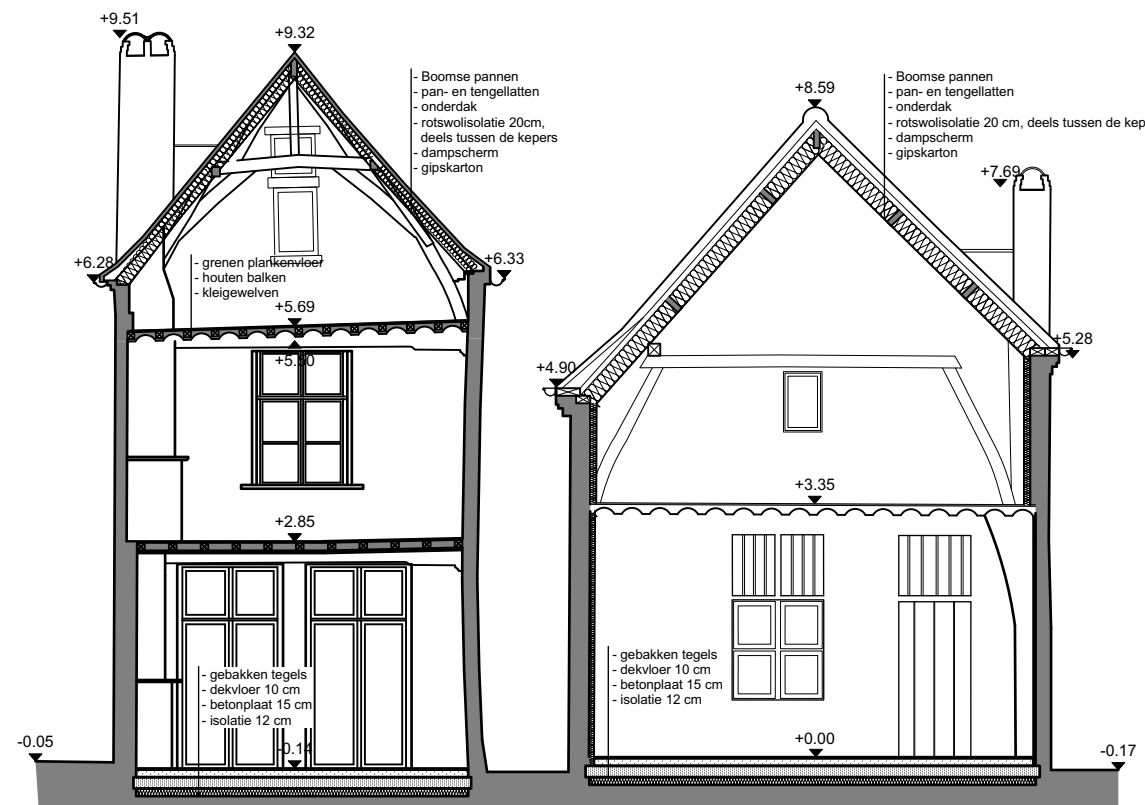 +9.51
+9.32
- Boomse pannen
- pan- en tengellatten
- onderdak
- rotswolisolatie 20cm,
deels tussen de kepers
- dampscherm
- gipskarton
+6.28
+6.33
- grenen plankenvloer
- houten balken
- kleigewelven
+5.69
+5.50
+2.85
- gebakken tegels
- dekvloer 10 cm
- betonplaat 15 cm
- isolatie 12 cm
-0.05
-0.14
+8.59
- Boomse pannen
- pan- en tengellatten
- onderdak
- rotswolisolatie 20 cm, deels tussen de kep
- dampscherm
- gipskarton
+7.69
+5.28
+4.90
+3.35
- gebakken tegels
- dekvloer 10 cm
- betonplaat 15 cm
- isolatie 12 cm
+0.00
-0.17